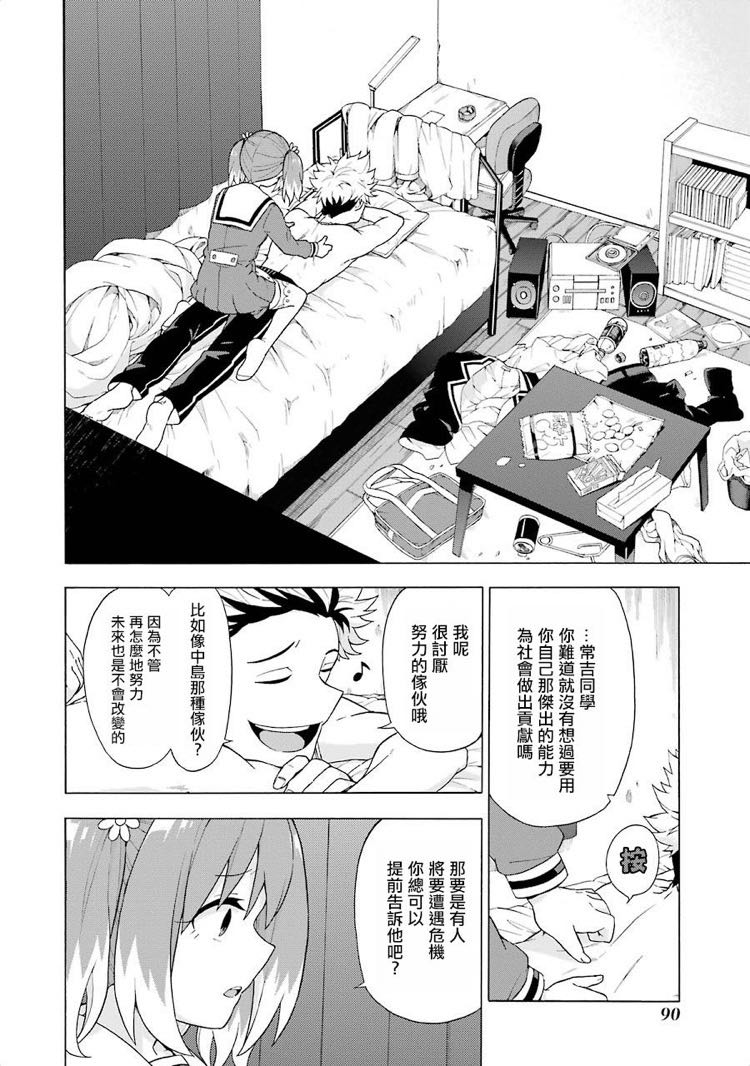 …常吉同學
你難道就沒有想過要用
你自己那傑出的能力
為社會做出貢獻嗎
按
我呢
很討厭
努力的傢伙哦
比如像中島那種傢伙？
因為不管
再怎麼地努力
未來也是不會改變的
那要是有人
將要遭遇危機
你總可以
提前告訴他吧？
90